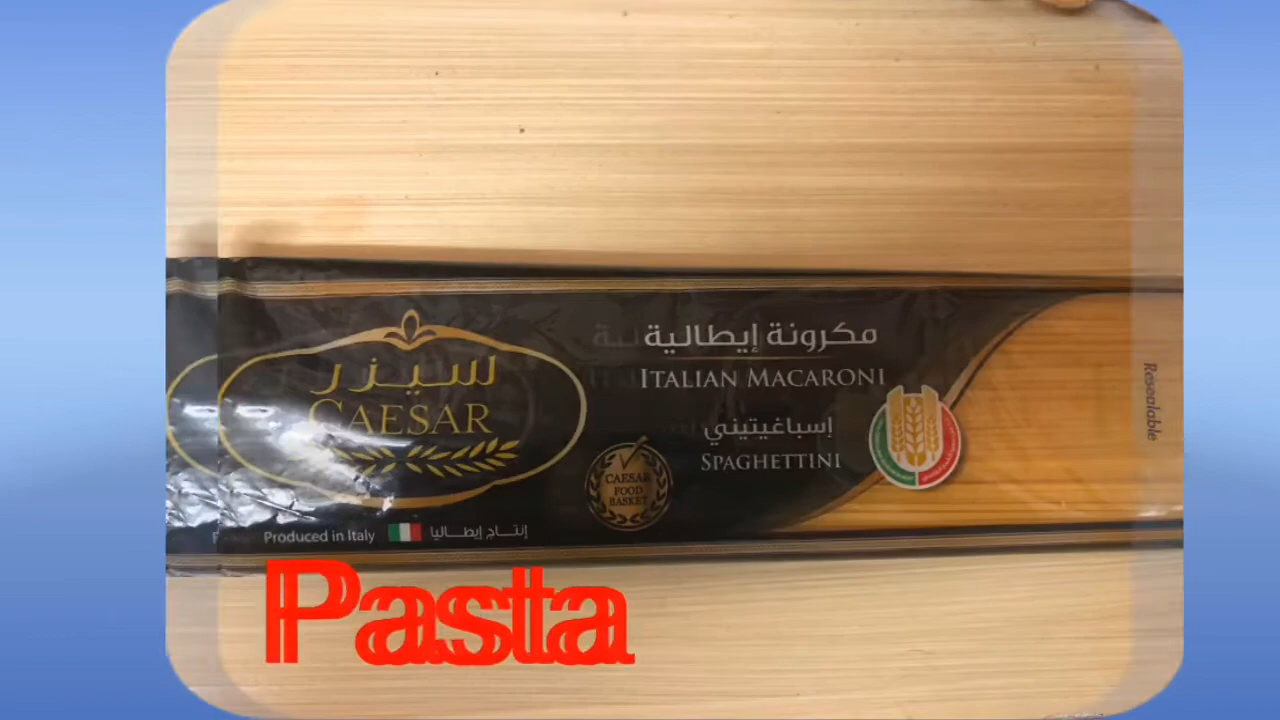 مكرونة إيطالية
ITALIAN MACARONI
سيزر
CAESAR
إسباغيتيني
SPAGHETTINI
CAESAR
FOOD
BASKET
Resealable
Produced in Italy
إنتاج إيطاليا
Pasta